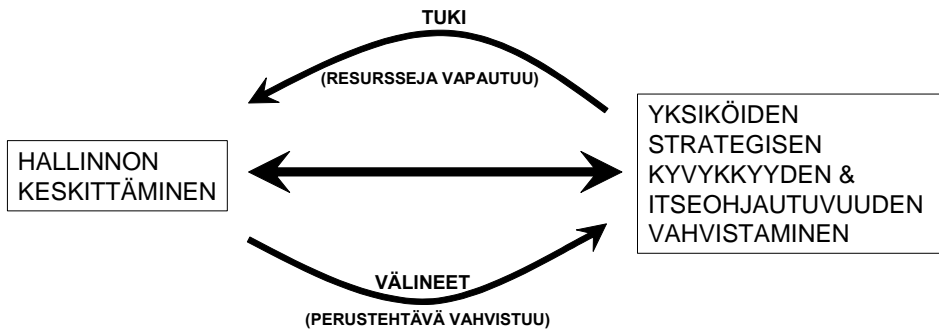 TUKI
(RESURSSEJA VAPAUTUU)
HALLINNON
KESKITTÄMINEN
YKSIKÖIDEN
STRATEGISEN
KYVYKKYYDEN &
ITSEOHJAUTUVUUDEN
VAHVISTAMINEN
VÄLINEET
(PERUSTEHTÄVÄ VAHVISTUU)